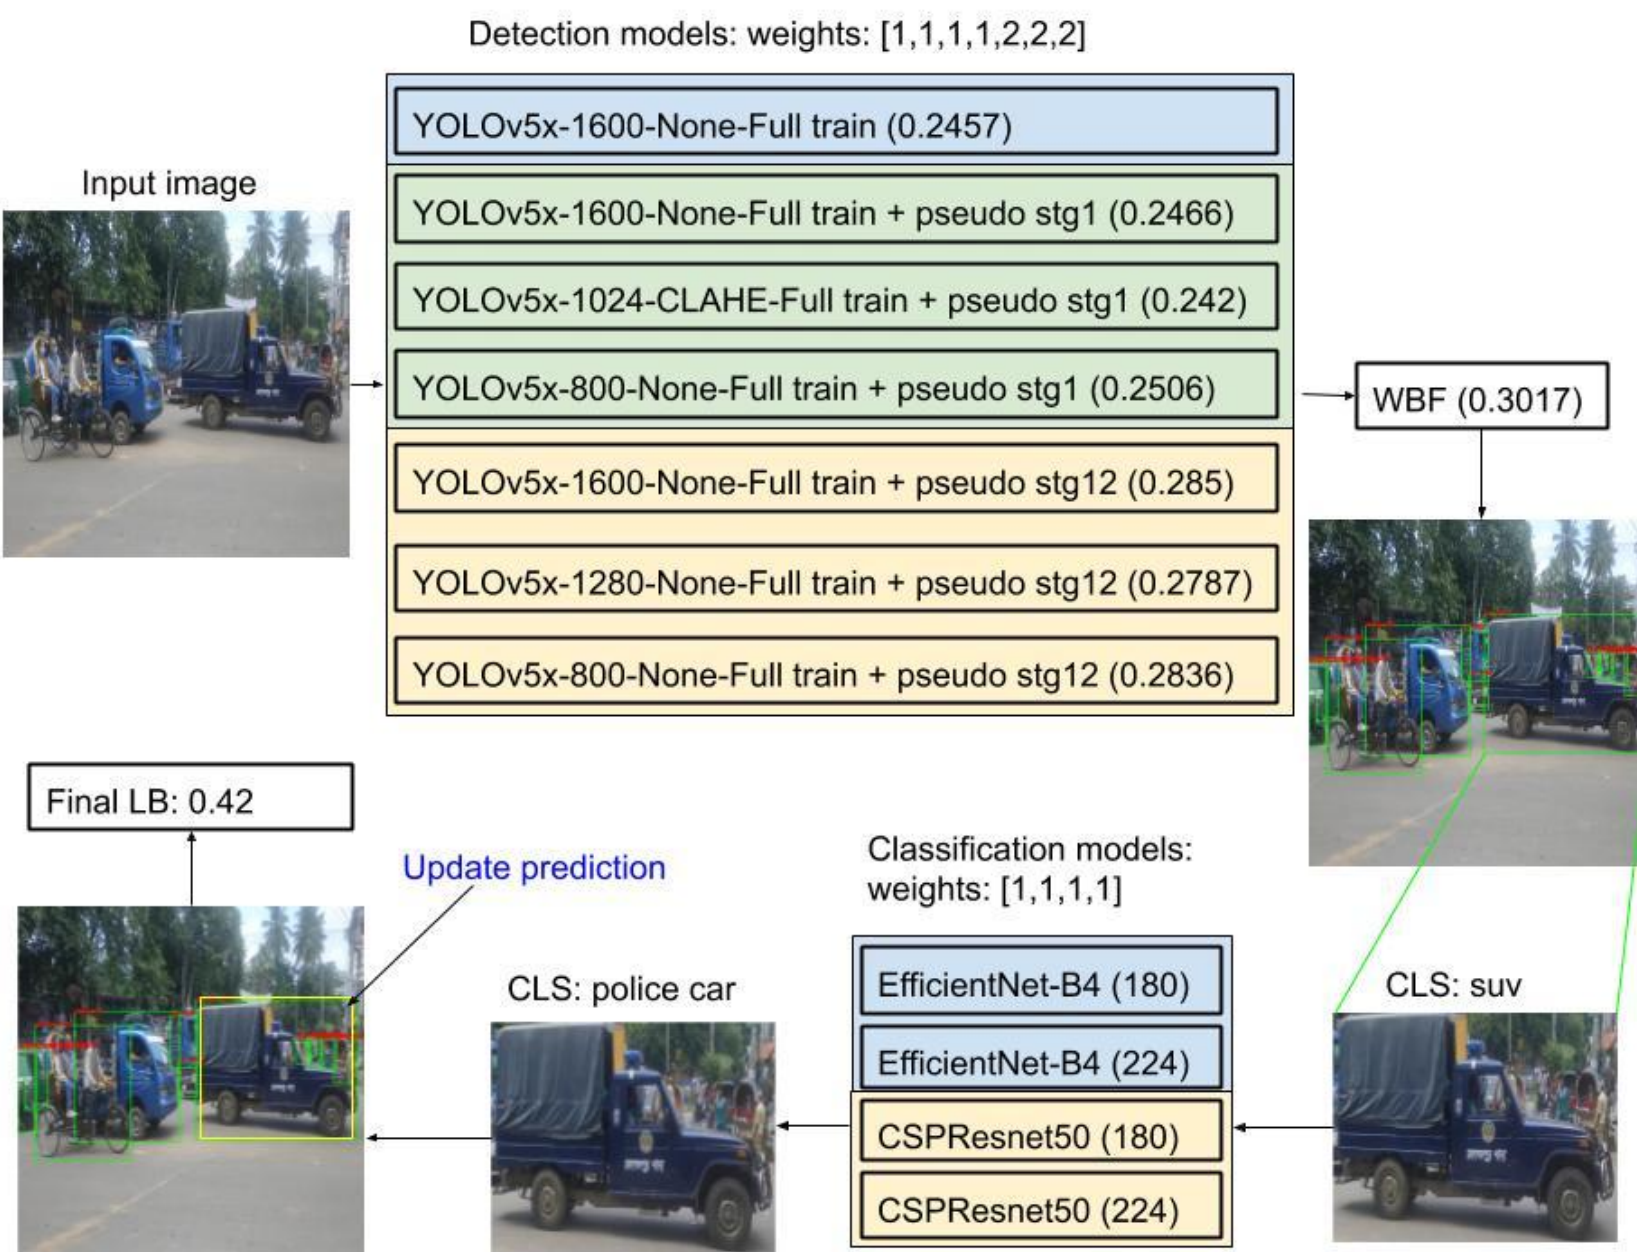 Detection models: weights: [1,1,1,1,2,2,2]
YOLOv5x-1600-None-Full train (0.2457)
Input image
YOLOv5x-1600-None-Full train + pseudo stg1 (0.2466)
YOLOv5x-1024-CLAHE-Full train + pseudo stg1 (0.242)
YOLOv5x-800-None-Full train + pseudo stg1 (0.2506)
WBF (0.3017)
YOLOv5x-1600-None-Full train + pseudo stg12 (0.285)
YOLOv5x-1280-None-Full train + pseudo stg12 (0.2787)
YOLOv5x-800-None-Full train + pseudo stg12 (0.2836)
Final LB: 0.42
Update prediction
Classification models:
weights: [1,1,1,1]
CLS: police car
EfficientNet-B4 (180)
EfficientNet-B4 (224)
CSPResnet50 (180)
CSPResnet50 (224)
CLS: suv